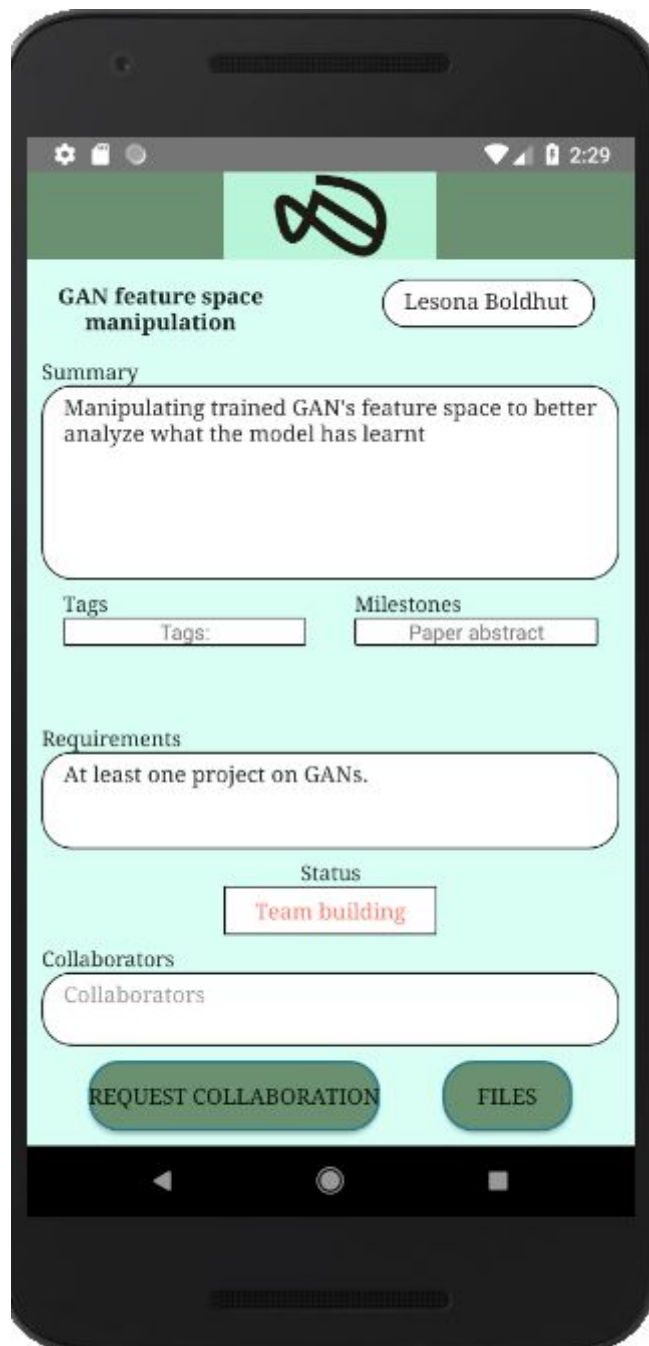 2:29
GAN feature space
manipulation
Lesona Boldhut
Summary
Manipulating trained GAN's feature space to better
analyze what the model has learnt
Tags
Tags:
Milestones
Paper abstract
Requirements
At least one project on GANs.
Status
Team building
Collaborators
Collaborators
REQUEST COLLABORATION
FILES